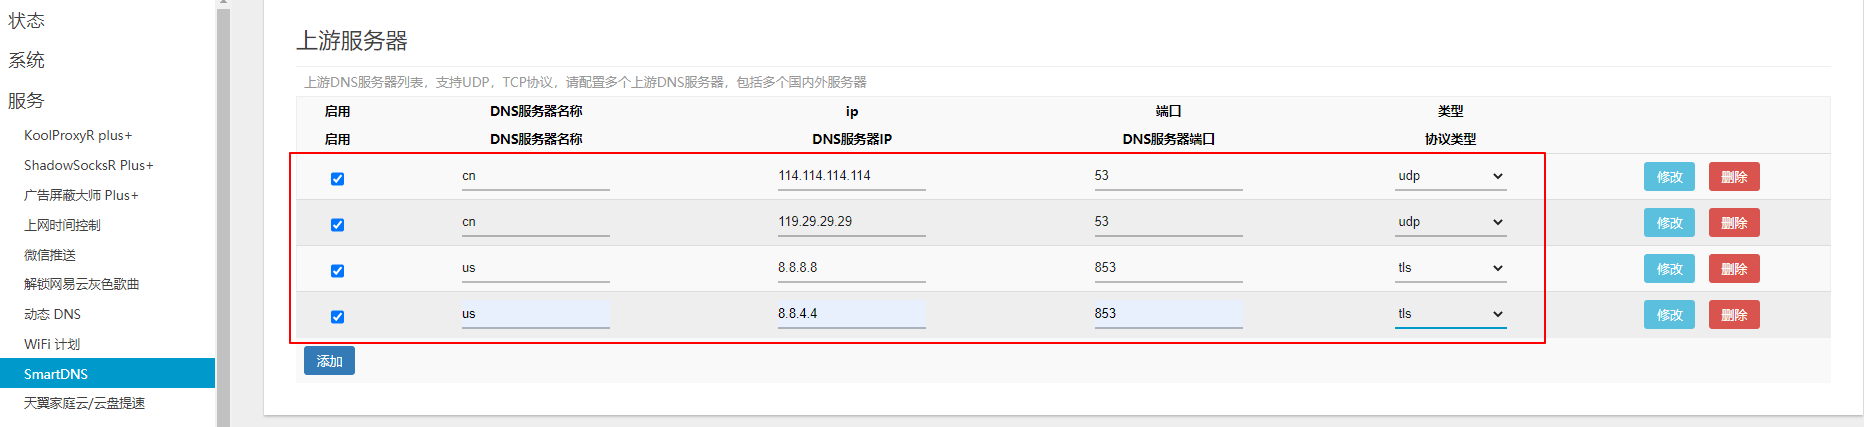 状态
系统
服务
KoolProxyR plus+
ShadowSocksR Plus+
广告屏蔽大师 Plus+
上网时间控制
微信推送
解锁网易云灰色歌曲
动态 DNS
WiFi 计划
SmartDNS
天翼家庭云/云盘提速
上游服务器
上游DNS服务器列表，支持UDP，TCP协议，请配置多个上游DNS服务器，包括多个国内外服务器
启用 DNS服务器名称 ip 端口 类型
启用 DNS服务器名称 DNS服务器IP DNS服务器端口 协议类型
cn 114.114.114.114 53 udp 修改 删除
cn 119.29.29.29 53 udp 修改 删除
us 8.8.8.8 853 tls 修改 删除
us 8.8.4.4 853 tls 修改 删除
添加